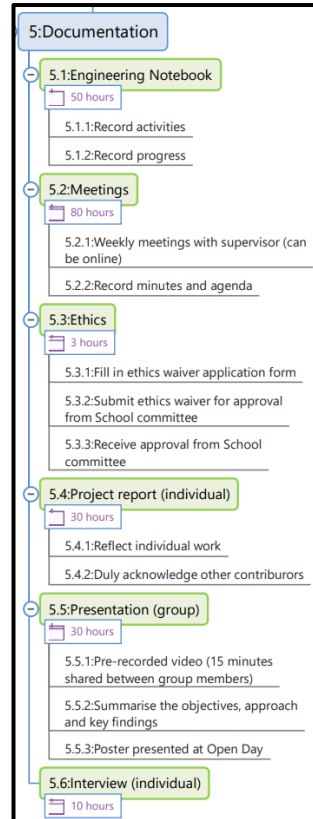 5:Documentation
5.1:Engineering Notebook
50 hours
5.1.1:Record activities
5.1.2:Record progress
5.2:Meetings
80 hours
5.2.1:Weekly meetings with supervisor (can
be online)
5.2.2:Record minutes and agenda
5.3:Ethics
3 hours
5.3.1:Fill in ethics waiver application form
5.3.2:Submit ethics waiver for approval
from School committee
5.3.3:Receive approval from School
committee
5.4:Project report (individual)
30 hours
5.4.1:Reflect individual work
5.4.2:Duly acknowledge other contriburors
5.5:Presentation (group)
30 hours
5.5.1:Pre-recorded video (15 minutes
shared between group members)
5.5.2:Summarise the objectives, approach
and key findings
5.5.3:Poster presented at Open Day
5.6:Interview (individual)
10 hours